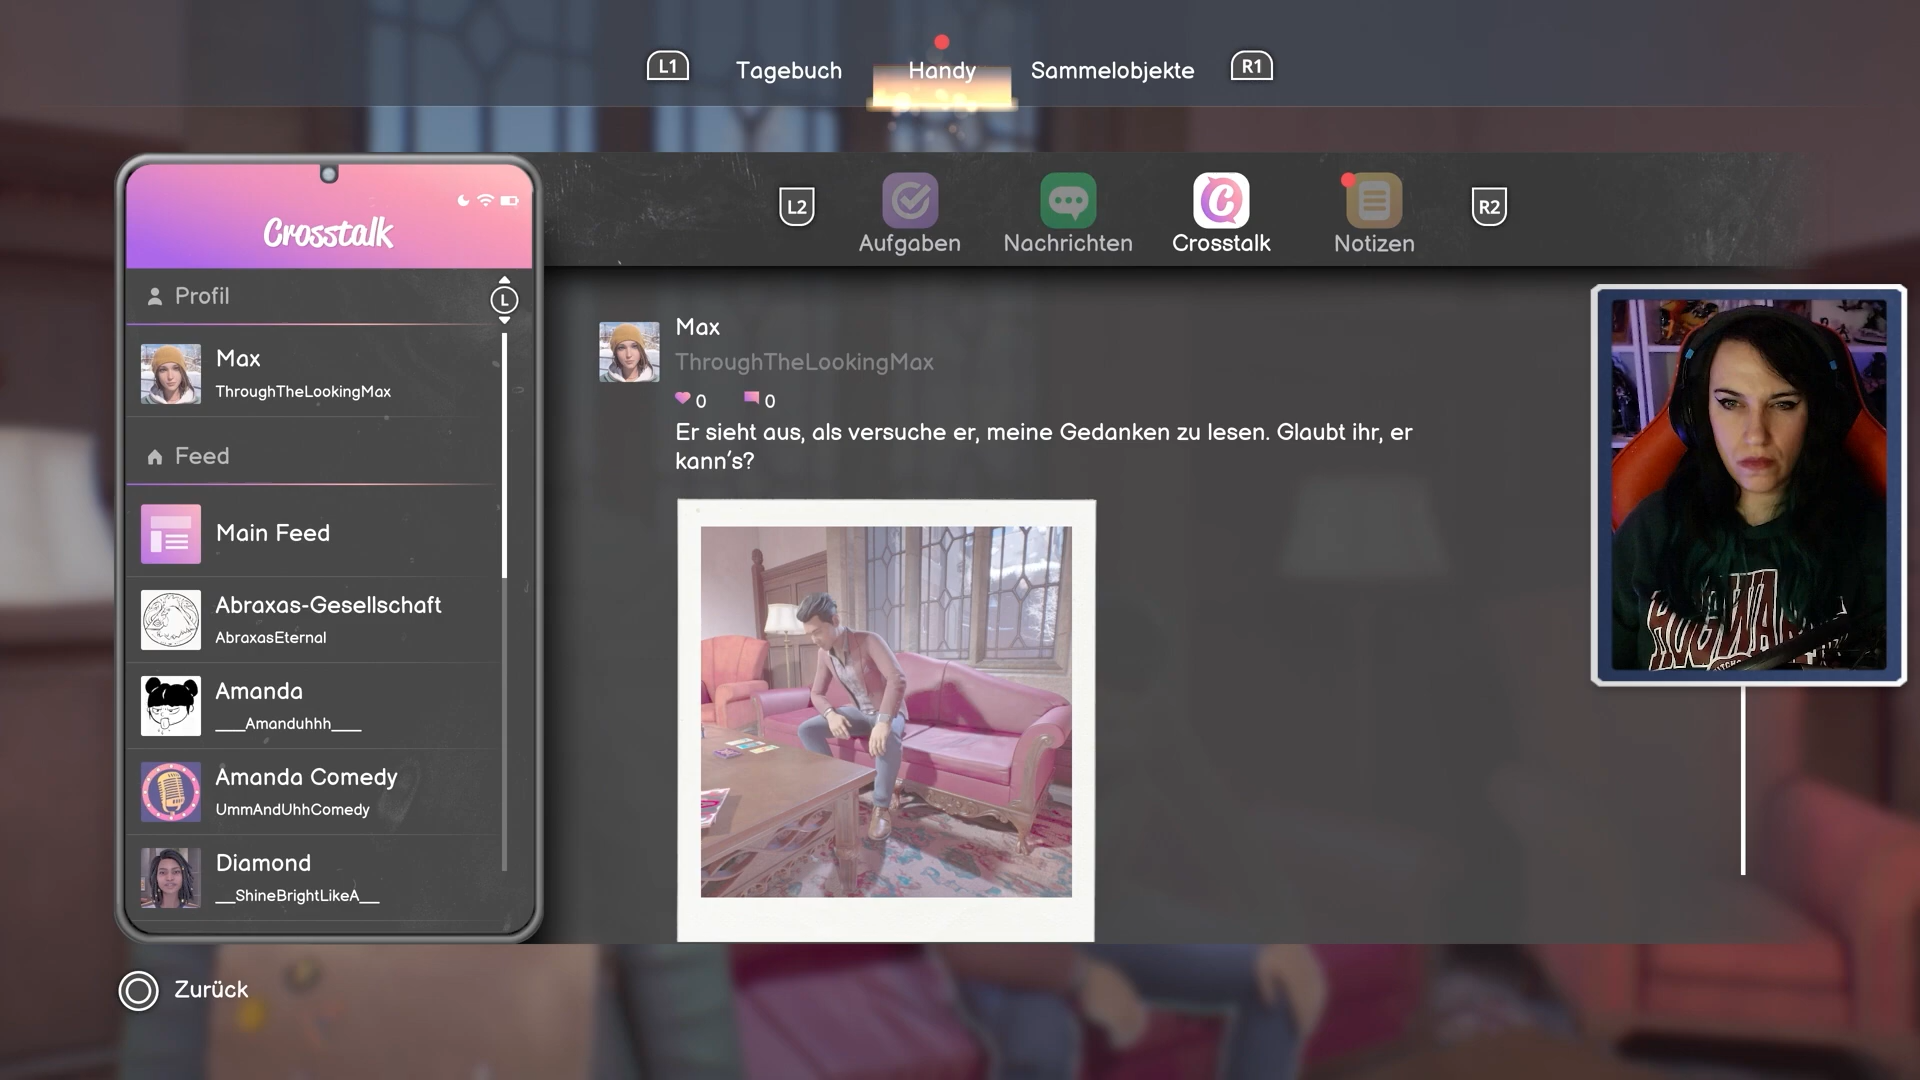 L1
Tagebuch
Handy
Sammelobjekte
R1
Crosstalk
L2
Aufgaben
Nachrichten
Crosstalk
Notizen
R2
Profil
L
Max
ThroughTheLookingMax
Feed
Main Feed
Abraxas-Gesellschaft
AbraxasEternal
Amanda
___Amanduhhh___
Amanda Comedy
UmmAndUhhComedy
Diamond
__ShineBrightLikeA__
Max
ThroughTheLookingMax
0
0
Er sieht aus, als versuche er, meine Gedanken zu lesen. Glaubt ihr, er
kann's?
Zurück